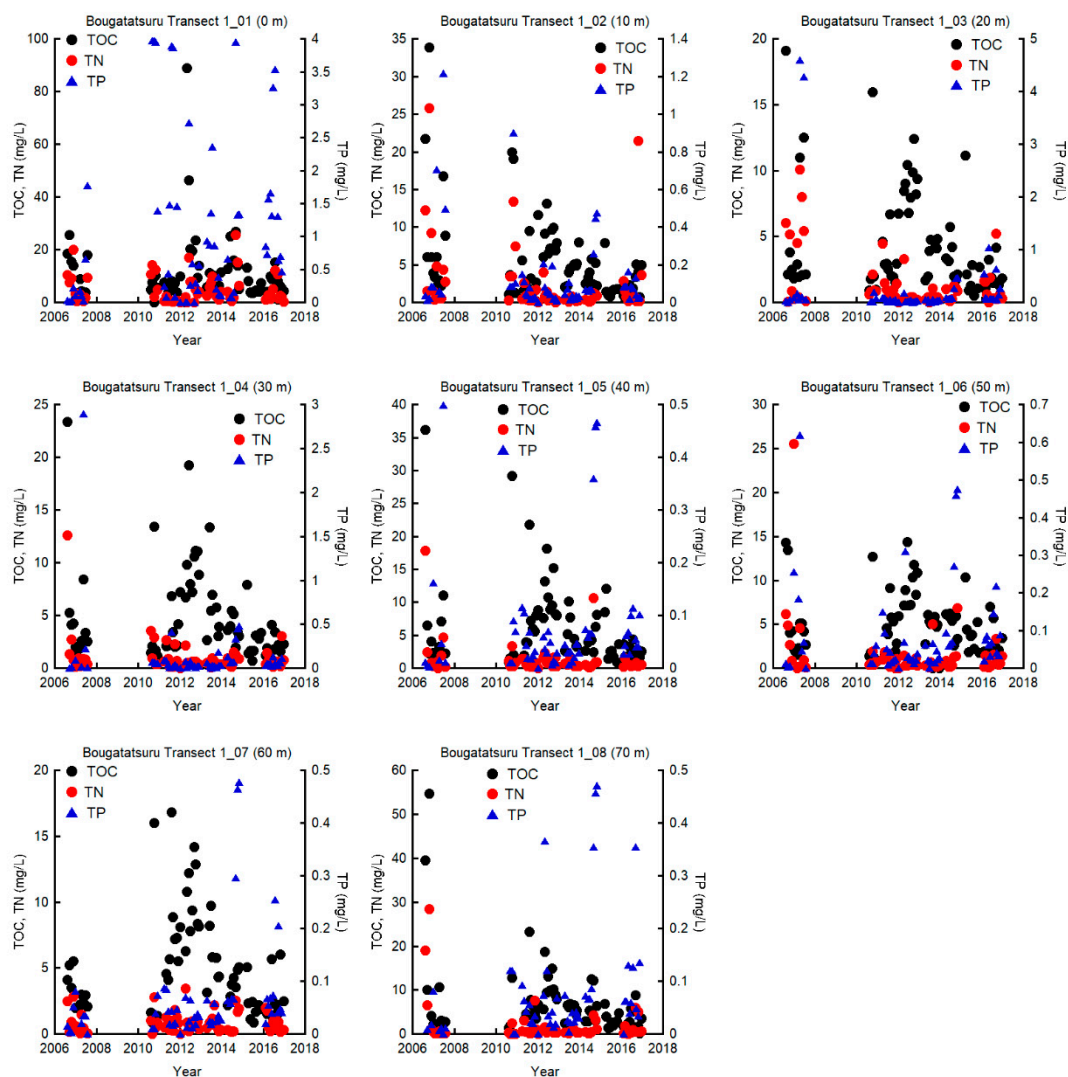 Bougatatsuru Transect 1_01 (0 m)
TOC
TN
TP
TOC, TN (mg/L)
100
80
60
40
20
0
TP (mg/L)
4
3.5
3
2.5
2
1.5
1
0.5
0
2006 2008 2010 2012 2014 2016 2018
Year
Bougatatsuru Transect 1_02 (10 m)
TOC
TN
TP
TOC, TN (mg/L)
35
30
25
20
15
10
5
0
TP (mg/L)
1.4
1.2
1
0.8
0.6
0.4
0.2
0
2006 2008 2010 2012 2014 2016 2018
Year
Bougatatsuru Transect 1_03 (20 m)
TOC
TN
TP
TOC, TN (mg/L)
20
15
10
5
0
TP (mg/L)
5
4
3
2
1
0
2006 2008 2010 2012 2014 2016 2018
Year
Bougatatsuru Transect 1_04 (30 m)
TOC
TN
TP
TOC, TN (mg/L)
25
20
15
10
5
0
TP (mg/L)
3
2.5
2
1.5
1
0.5
0
2006 2008 2010 2012 2014 2016 2018
Year
Bougatatsuru Transect 1_05 (40 m)
TOC
TN
TP
TOC, TN (mg/L)
40
35
30
25
20
15
10
5
0
TP (mg/L)
0.5
0.4
0.3
0.2
0.1
0
2006 2008 2010 2012 2014 2016 2018
Year
Bougatatsuru Transect 1_06 (50 m)
TOC
TN
TP
TOC, TN (mg/L)
30
25
20
15
10
5
0
TP (mg/L)
0.7
0.6
0.5
0.4
0.3
0.2
0.1
0
2006 2008 2010 2012 2014 2016 2018
Year
Bougatatsuru Transect 1_07 (60 m)
TOC
TN
TP
TOC, TN (mg/L)
20
15
10
5
0
TP (mg/L)
0.5
0.4
0.3
0.2
0.1
0
2006 2008 2010 2012 2014 2016 2018
Year
Bougatatsuru Transect 1_08 (70 m)
TOC
TN
TP
TOC, TN (mg/L)
60
50
40
30
20
10
0
TP (mg/L)
0.5
0.4
0.3
0.2
0.1
0
2006 2008 2010 2012 2014 2016 2018
Year